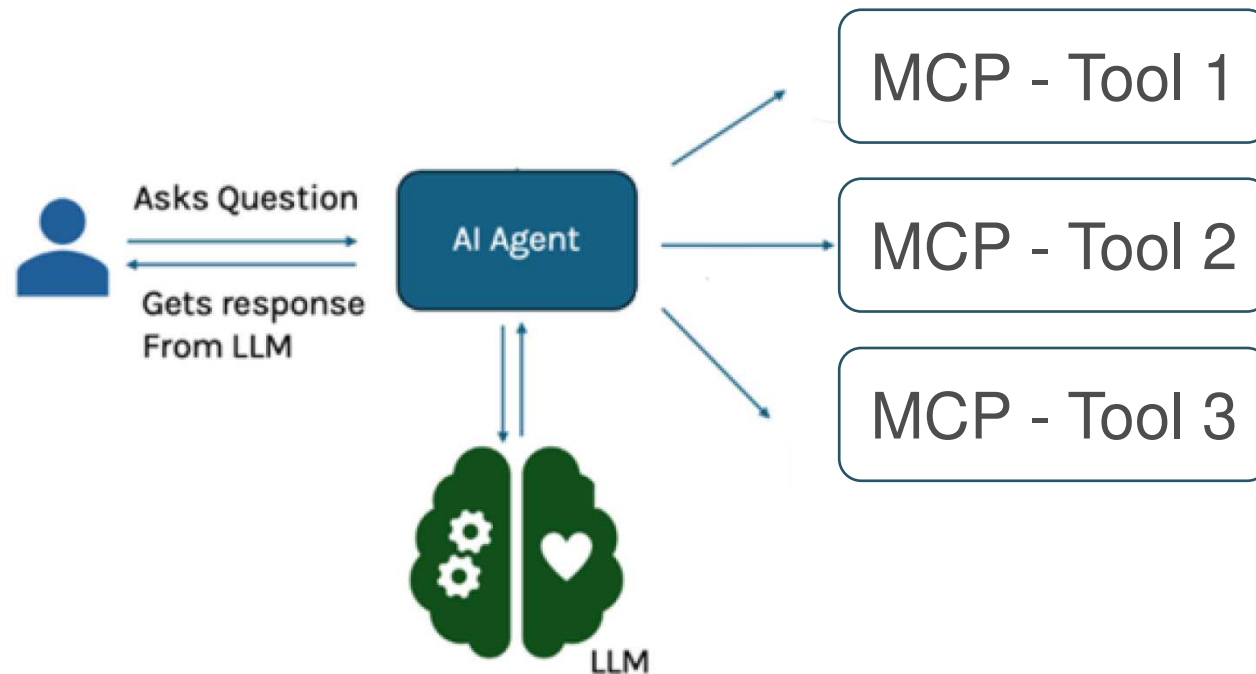 Asks Question
Gets response
From LLM
AI Agent
LLM
MCP - Tool 1
MCP - Tool 2
MCP - Tool 3